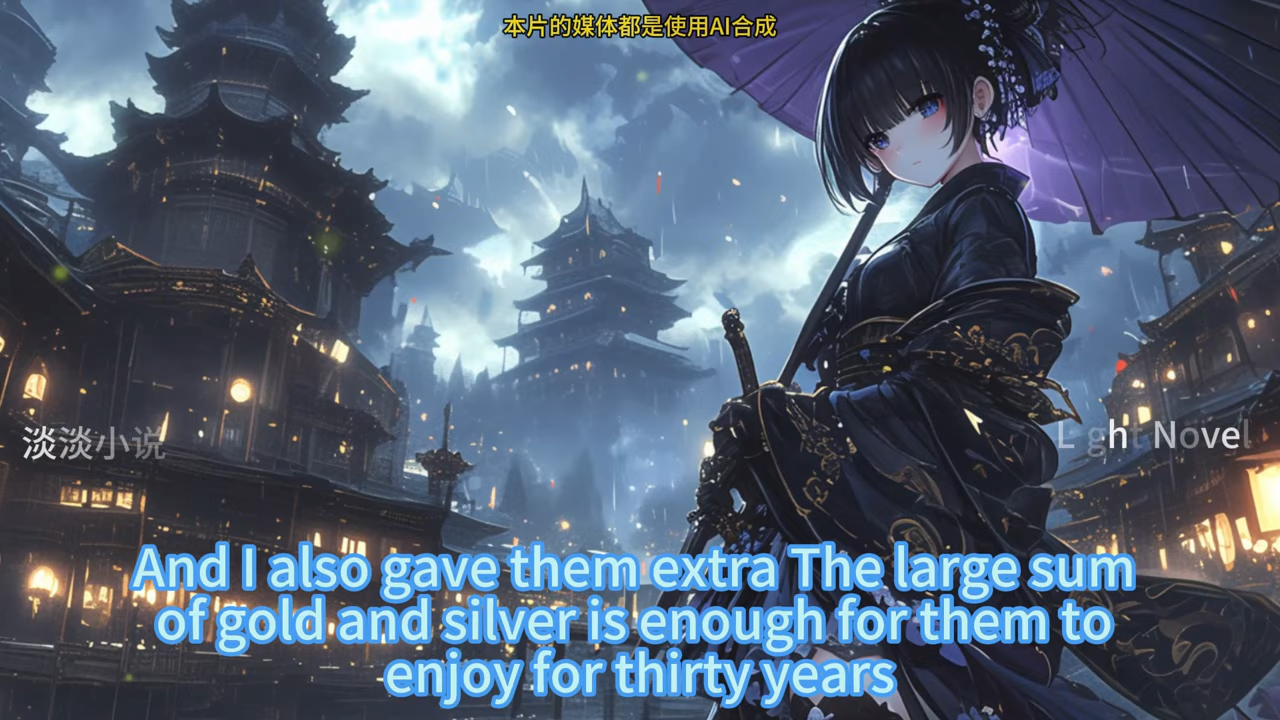 本片的媒体都是使用AI合成
淡淡小说
Light Novel
And I also gave them extra The large sum
of gold and silver is enough for them to
enjoy for thirty years